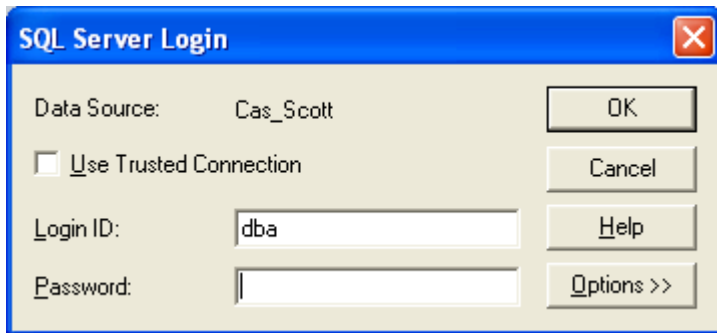 SQL Server Login
Data Source: Cas_Scott
OK
Use Trusted Connection
Cancel
Login ID: dba
Help
Password:
Options >>